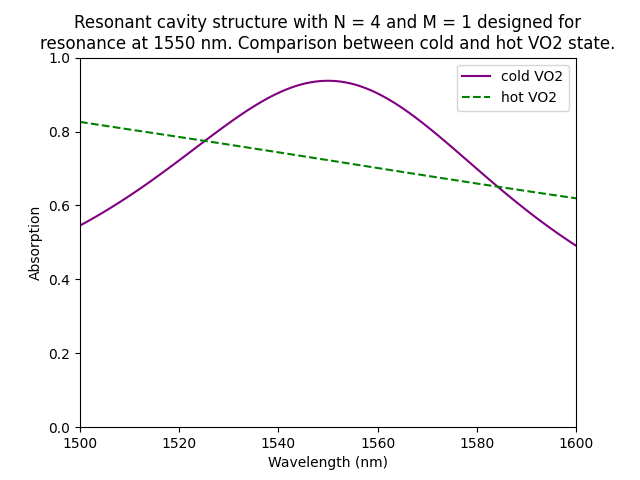 Resonant cavity structure with N = 4 and M = 1 designed for
resonance at 1550 nm. Comparison between cold and hot VO2 state.
1.0
0.8
0.6
0.4
0.2
0.0
Absorption
cold VO2
hot VO2
1500 1520 1540 1560 1580 1600
Wavelength (nm)